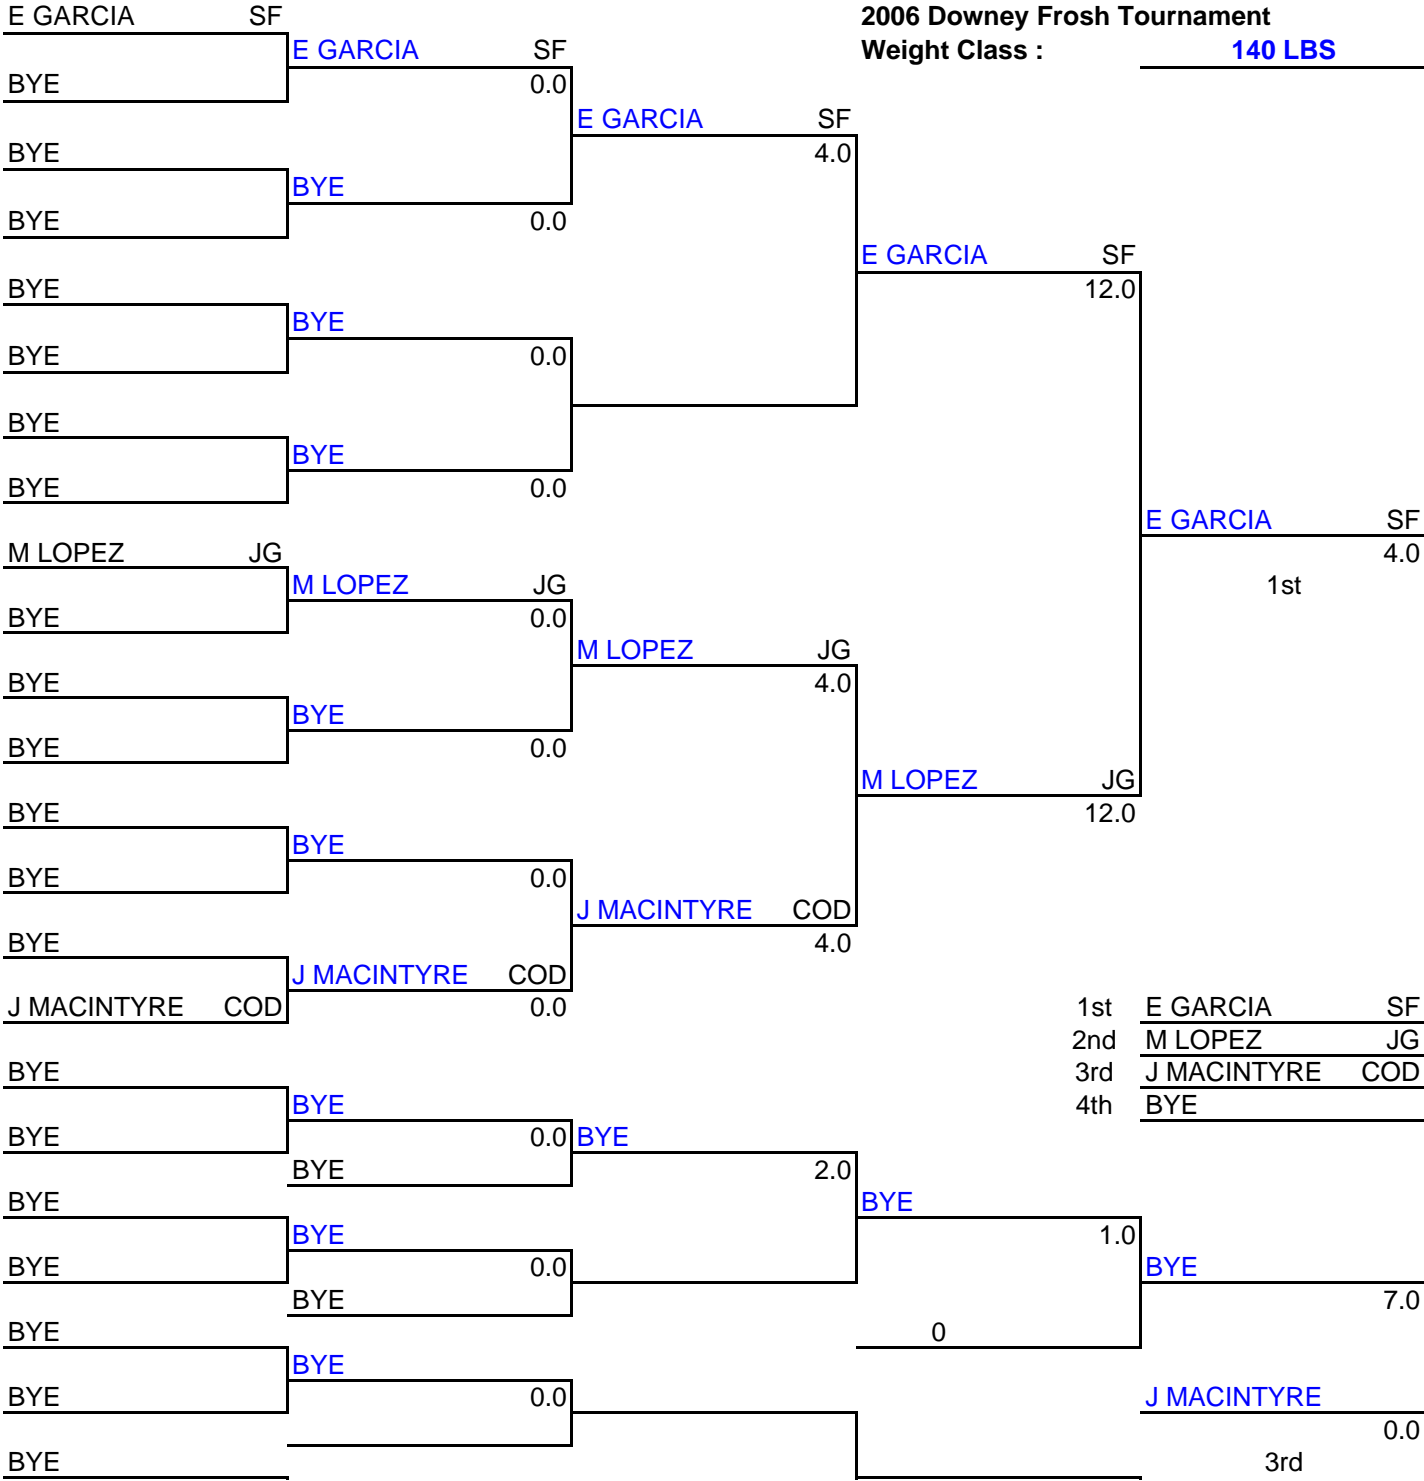 E GARCIA SF 2006 Downey Frosh Tournament
E GARCIA SF Weight Class : 140 LBS
BYE 0.0
E GARCIA SF
BYE 4.0
BYE
BYE 0.0
E GARCIA SF
BYE 12.0
BYE
BYE 0.0
BYE
BYE
BYE 0.0
E GARCIA SF
M LOPEZ JG 4.0
M LOPEZ JG 1st
BYE 0.0
M LOPEZ JG
BYE 4.0
BYE
BYE 0.0
M LOPEZ JG
BYE 12.0
BYE
BYE 0.0
J MACINTYRE COD
BYE 4.0
J MACINTYRE COD
J MACINTYRE COD 0.0 1st E GARCIA SF
2nd M LOPEZ JG
BYE 3rd J MACINTYRE COD
BYE 4th BYE
BYE 0.0 BYE
BYE 2.0
BYE BYE
BYE 1.0
BYE 0.0 BYE
BYE 7.0
BYE 0
BYE
BYE 0.0 J MACINTYRE
0.0
BYE 3rd